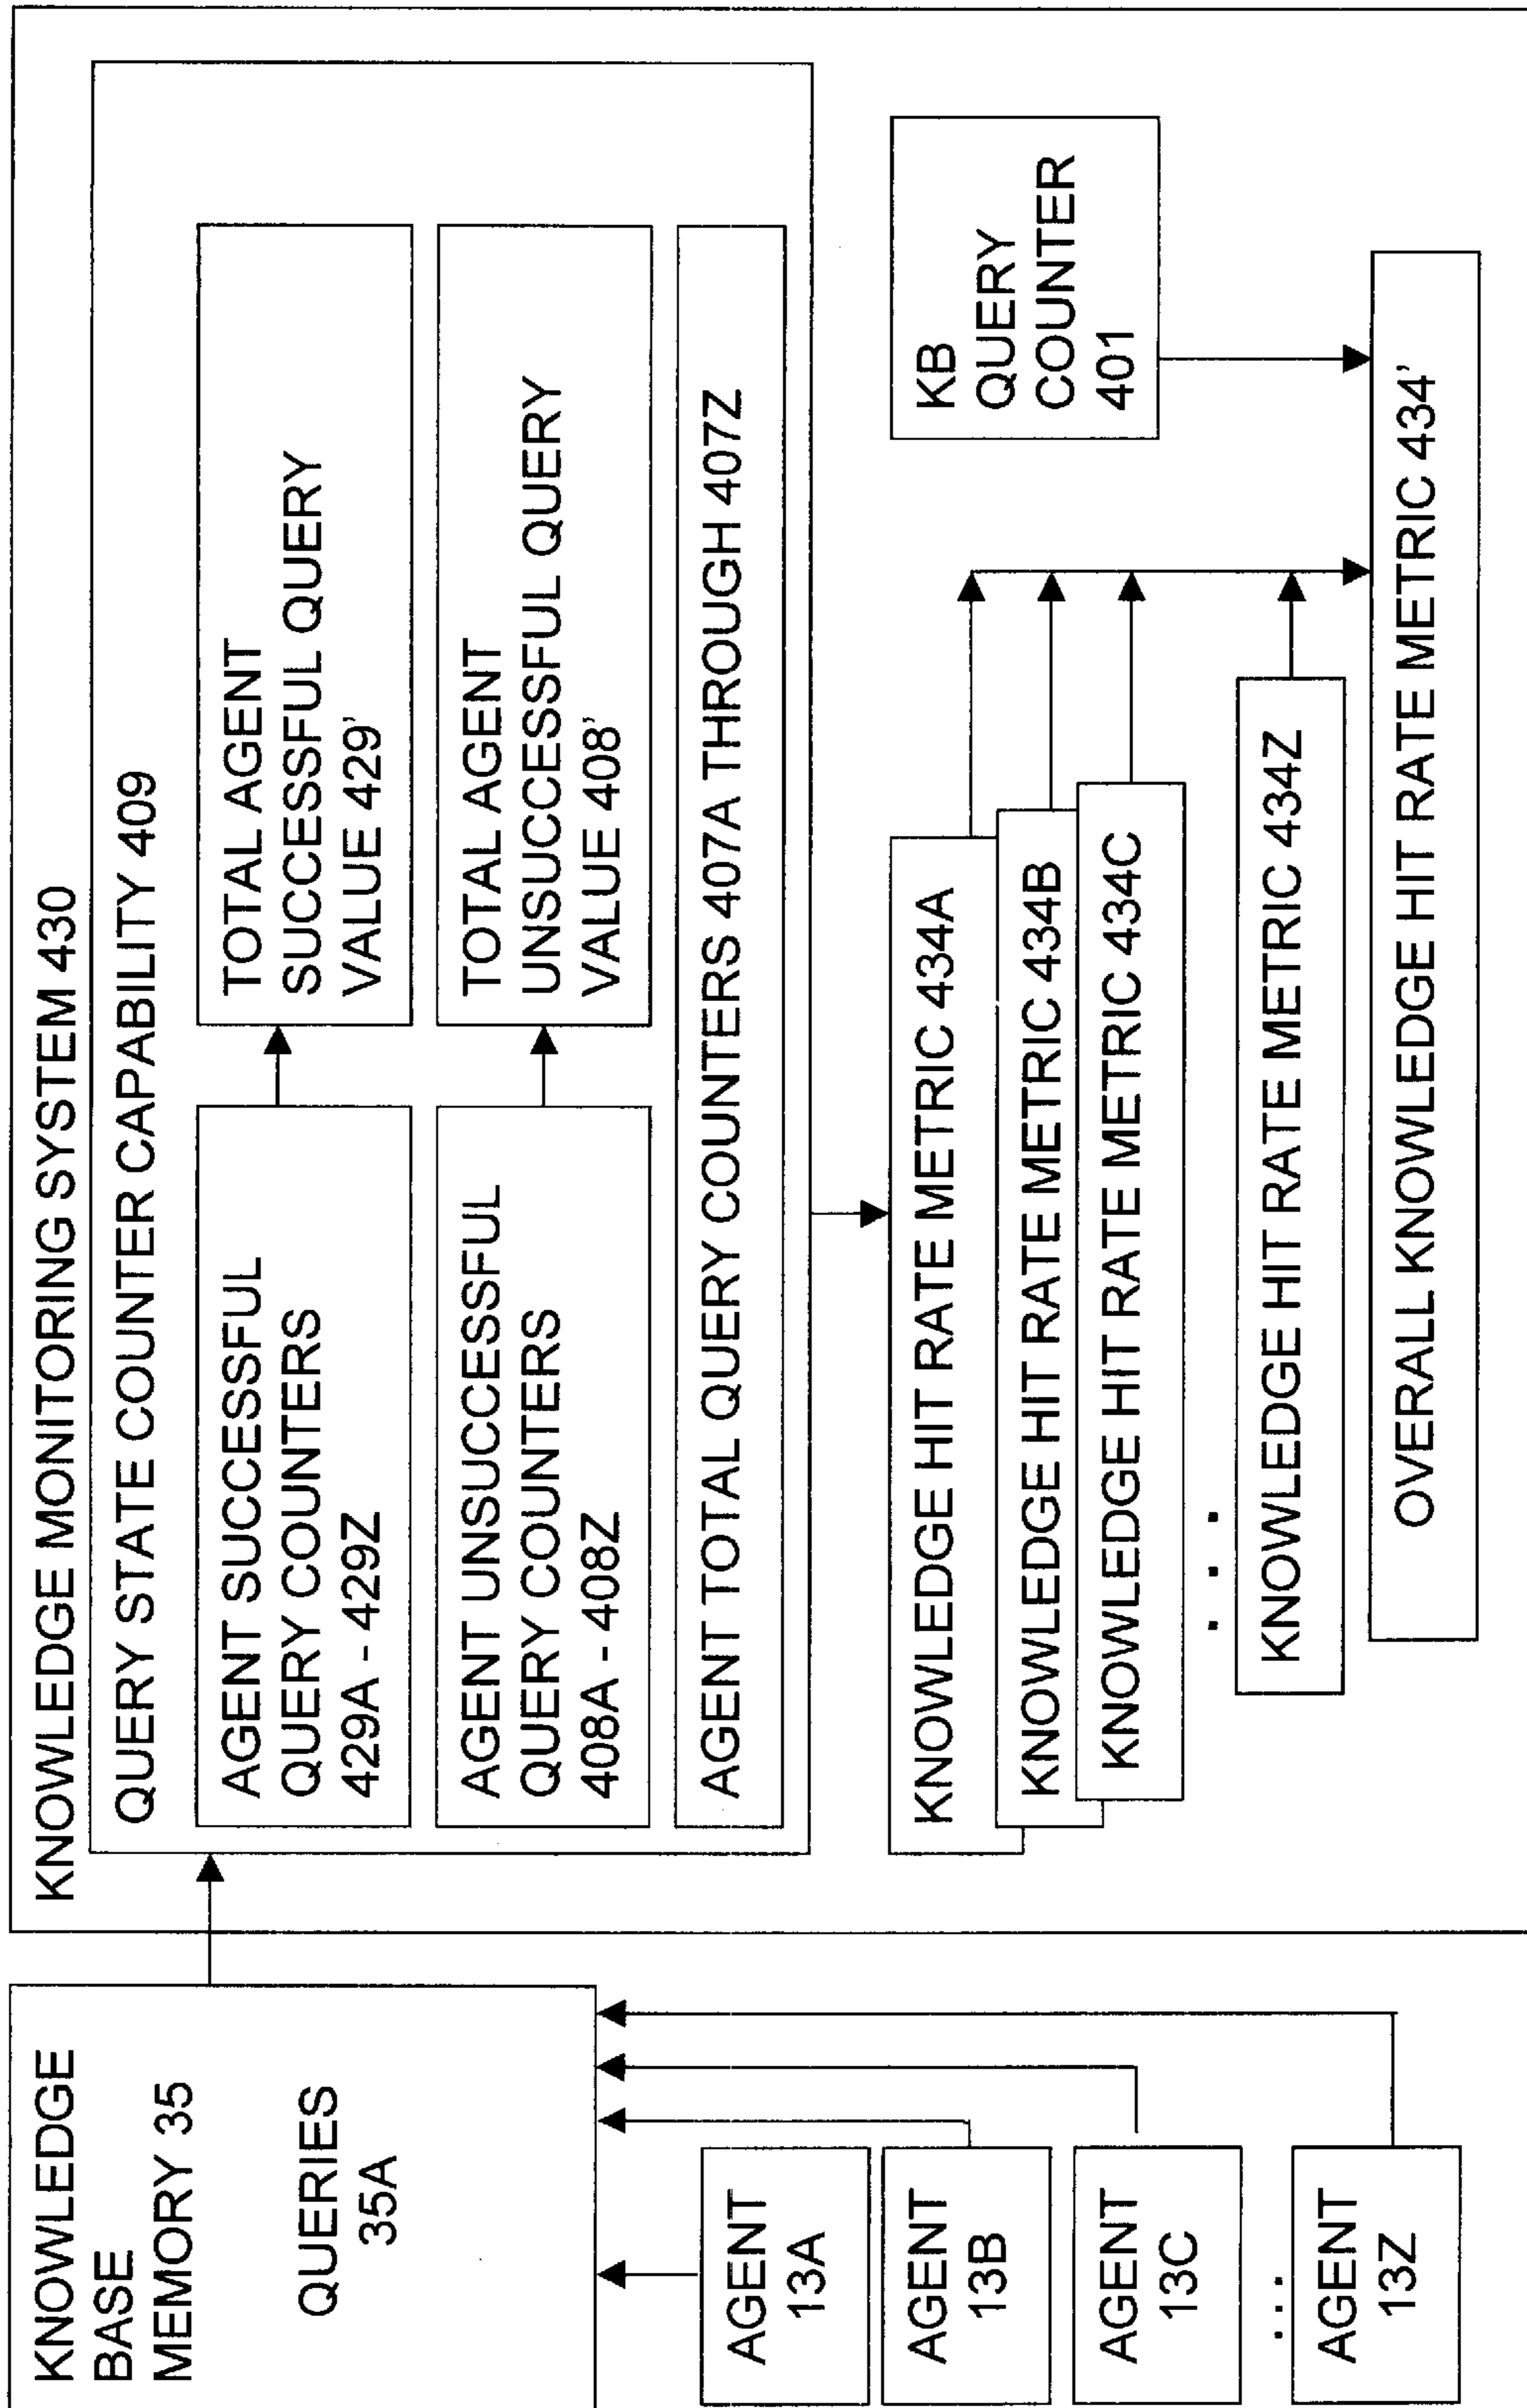 KNOWLEDGE
BASE
MEMORY 35
QUERIES
35A
AGENT
13A
AGENT
13B
AGENT
13C
...
AGENT
13Z
KNOWLEDGE MONITORING SYSTEM 430
QUERY STATE COUNTER CAPABILITY 409
AGENT SUCCESSFUL
QUERY COUNTERS
429A - 429Z
TOTAL AGENT
SUCCESSFUL QUERY
VALUE 429'
AGENT UNSUCCESSFUL
QUERY COUNTERS
408A - 408Z
TOTAL AGENT
UNSUCCESSFUL QUERY
VALUE 408'
AGENT TOTAL QUERY COUNTERS 407A THROUGH 407Z
KNOWLEDGE HIT RATE METRIC 434A
KNOWLEDGE HIT RATE METRIC 434B
KNOWLEDGE HIT RATE METRIC 434C
...
KNOWLEDGE HIT RATE METRIC 434Z
KB
QUERY
COUNTER
401
OVERALL KNOWLEDGE HIT RATE METRIC 434'